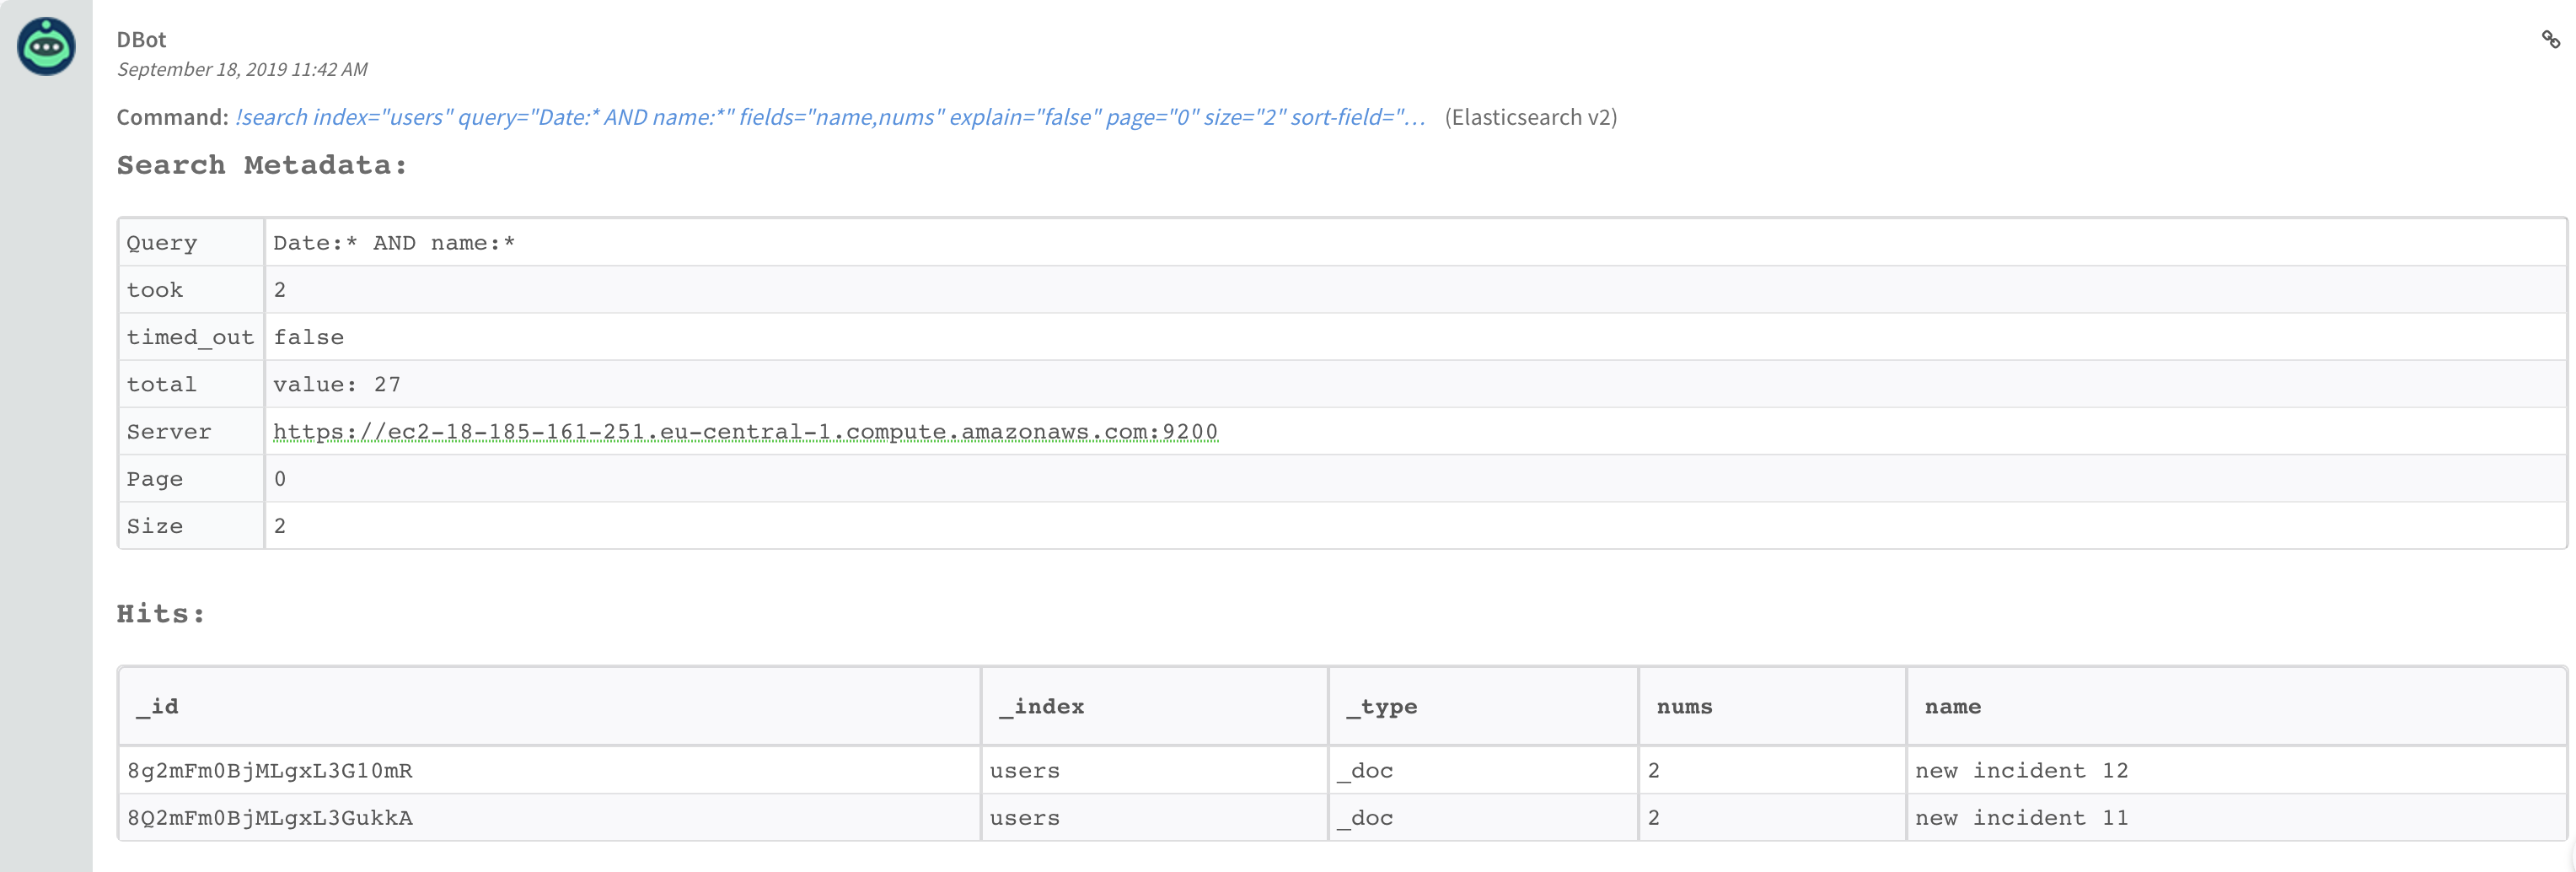 DBot
September 18, 2019 11:42 AM
Command: !search index="users" query="Date:* AND name:*" fields="name,nums" explain="false" page="0" size="2" sort-field="... (Elasticsearch v2)
Search Metadata:
Query Date:* AND name:*
took 2
timed_out false
total value: 27
Server https://ec2-18-185-161-251.eu-central-1.compute.amazonaws.com:9200
Page 0
Size 2
Hits:
_id _index _type nums name
8g2mFm0BjMLgxL3G10mR users _doc 2 new incident 12
8Q2mFm0BjMLgxL3GukkA users _doc 2 new incident 11